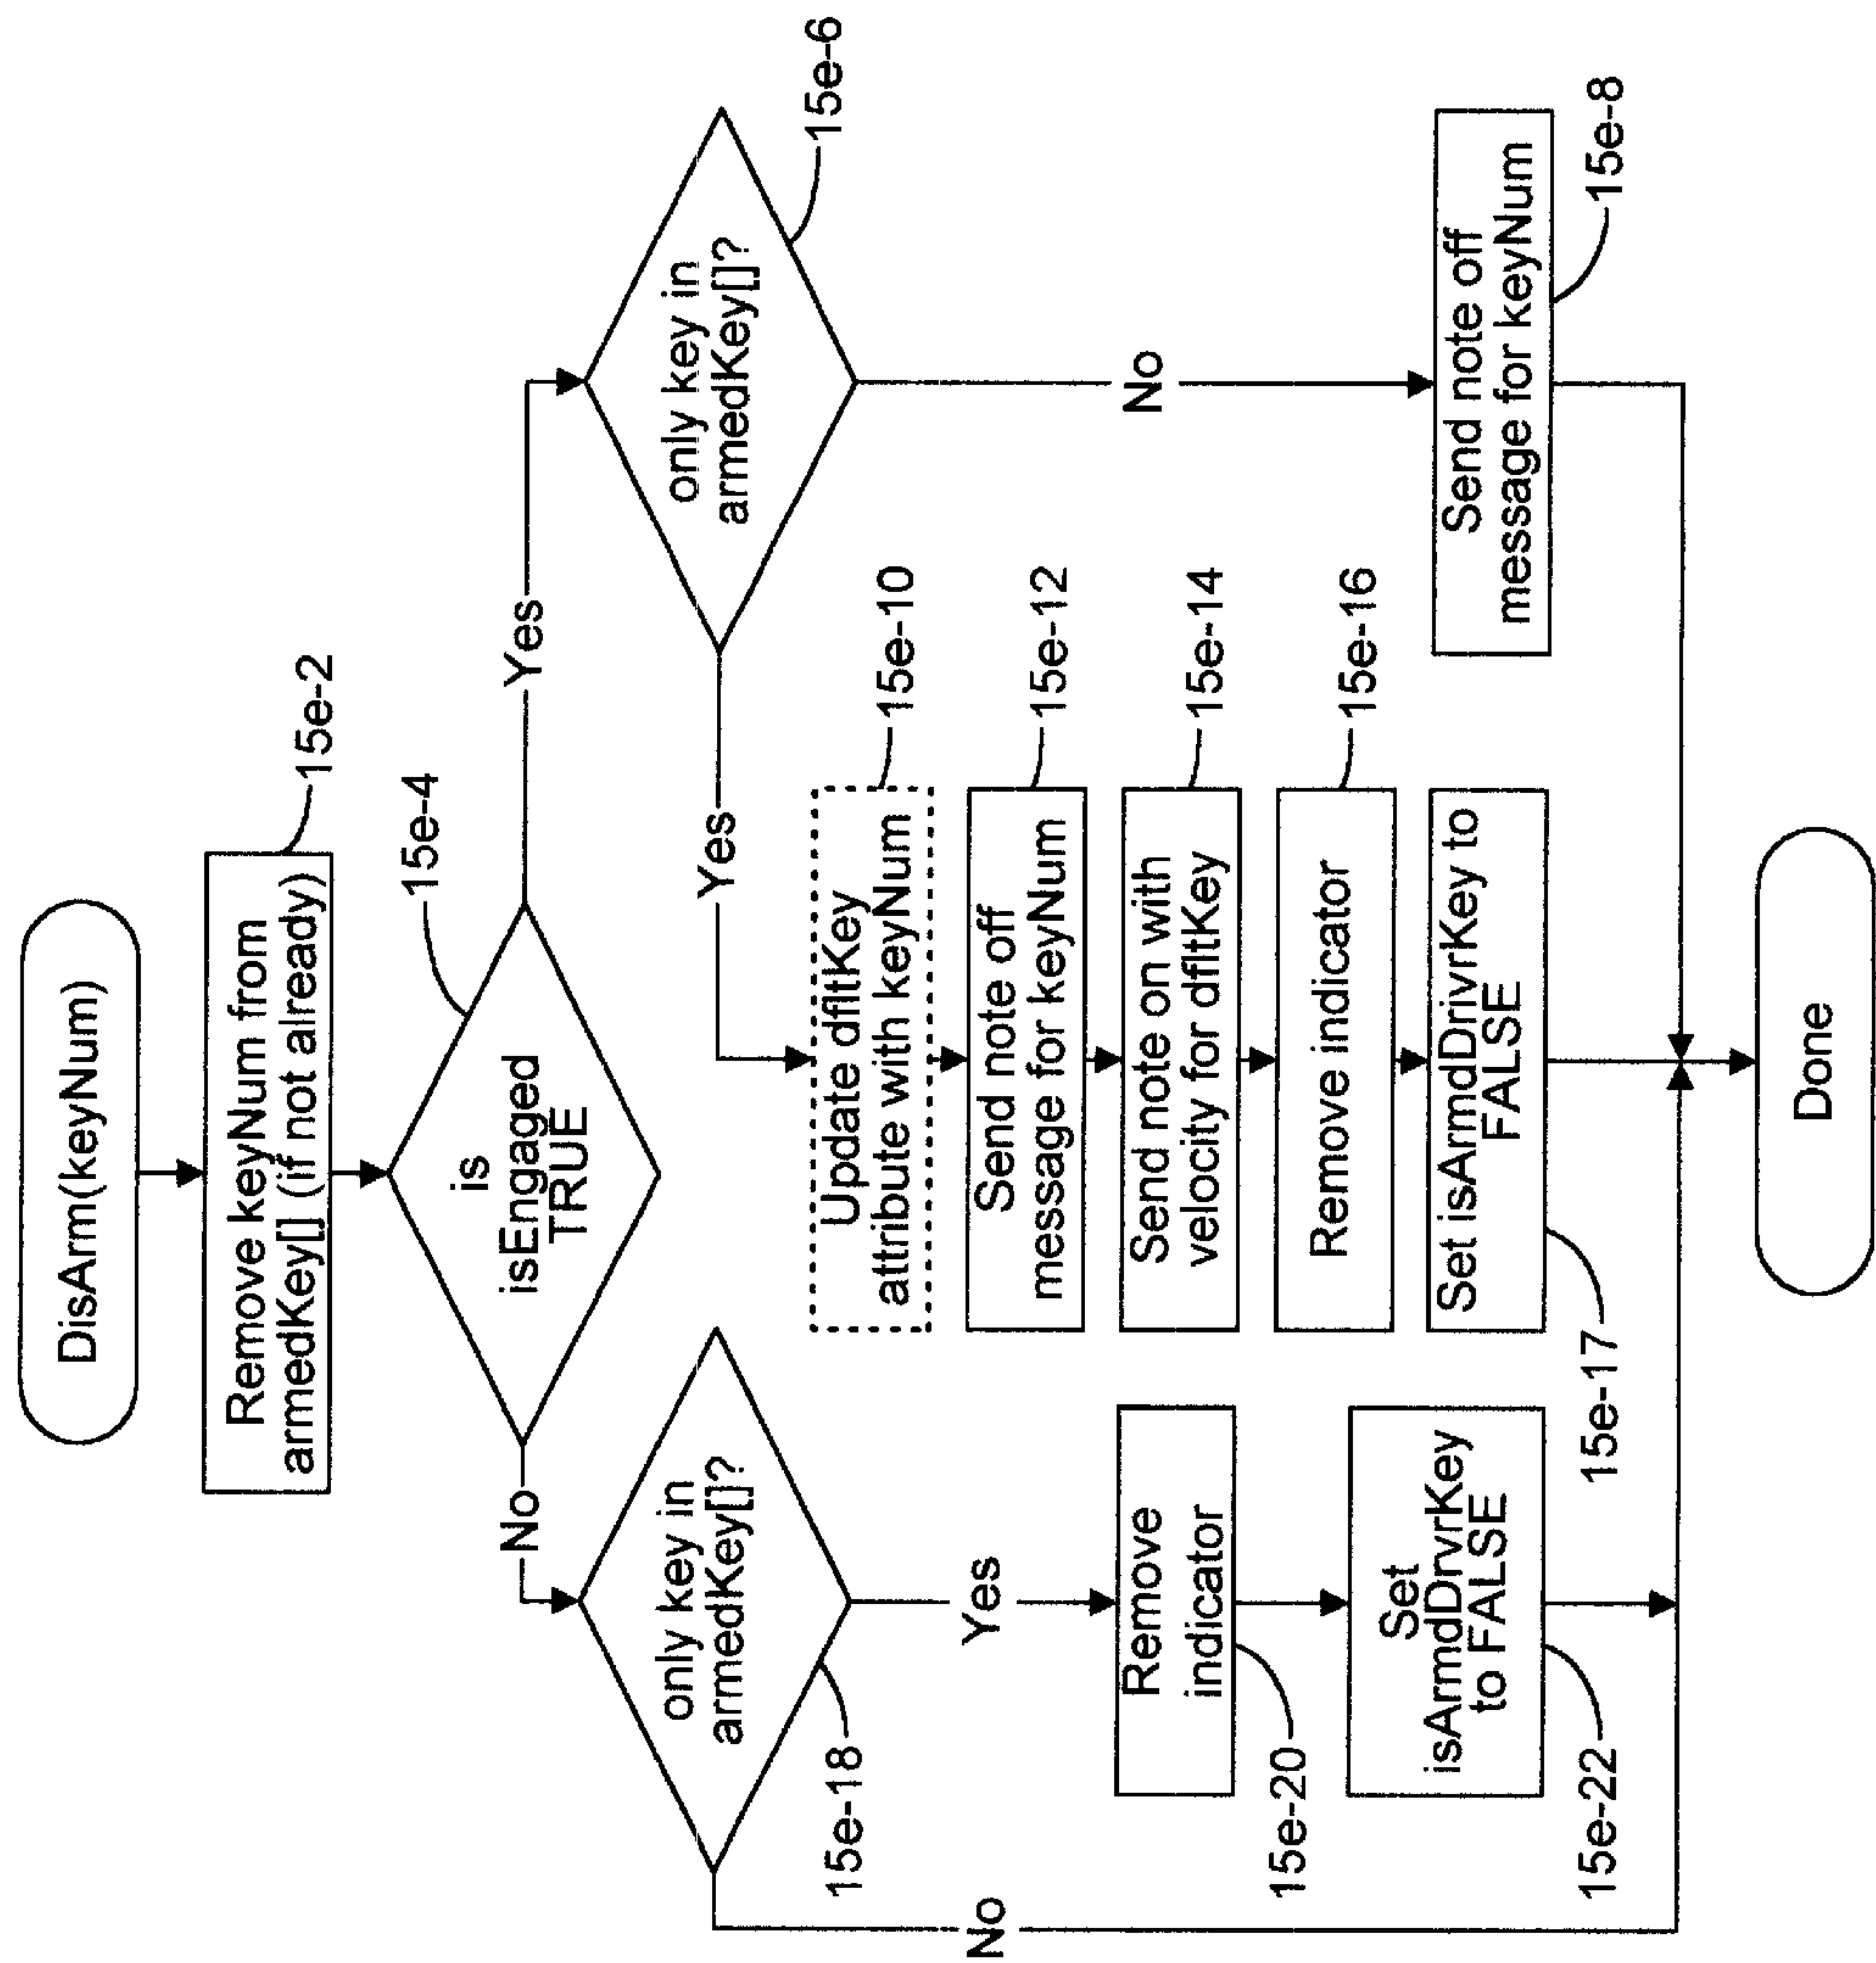 DisArm(keyNum)
Remove keyNum from
armedKey[] (if not already)
15e-2
15e-4
is
isEngaged
TRUE
No
Yes
only key in
armedKey[]?
15e-18
only key in
armedKey[]?
15e-6
Yes
No
Yes
No
Update dfltKey
attribute with keyNum
15e-10
Send note off
message for keyNum
15e-12
Send note on with
velocity for dfltKey
15e-14
Remove indicator
15e-16
Set isArmdDrivrKey to
FALSE
15e-17
Remove
indicator
15e-20
Set
isArmdDrvrKey
to FALSE
15e-22
Send note off
message for keyNum
15e-8
Done